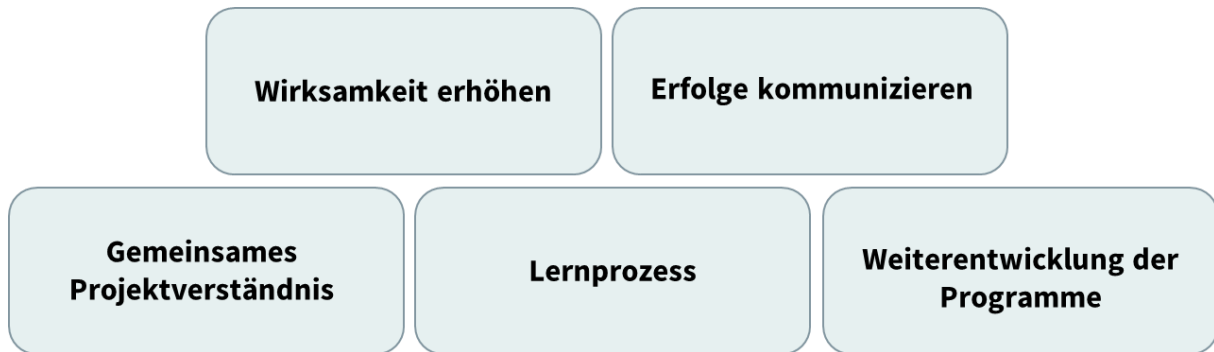 Wirksamkeit erhöhen
Erfolge kommunizieren
Gemeinsames
Projektverständnis
Lernprozess
Weiterentwicklung der
Programme